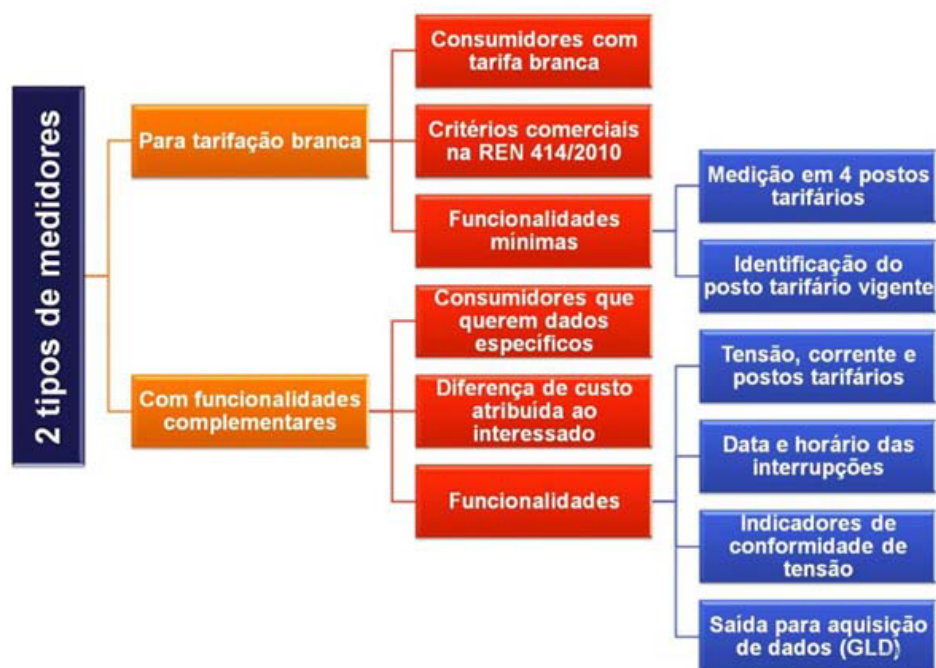 2 tipos de medidores
Para tarifação branca
Consumidores com
tarifa branca
Critérios comerciais
na REN 414/2010
Funcionalidades
mínimas
Medição em 4 postos
tarifários
Identificação do
posto tarifário vigente
Com funcionalidades
complementares
Consumidores que
querem dados
específicos
Diferença de custo
atribuída ao
interessado
Funcionalidades
Tensão, corrente e
postos tarifários
Data e horário das
interrupções
Indicadores de
conformidade de
tensão
Saída para aquisição
de dados (GLD)